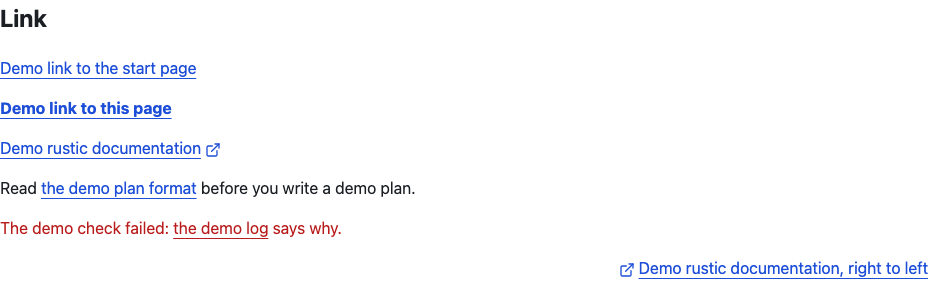 Link
Demo link to the start page
Demo link to this page
Demo rustic documentation
Read the demo plan format before you write a demo plan.
The demo check failed: the demo log says why.
Demo rustic documentation, right to left